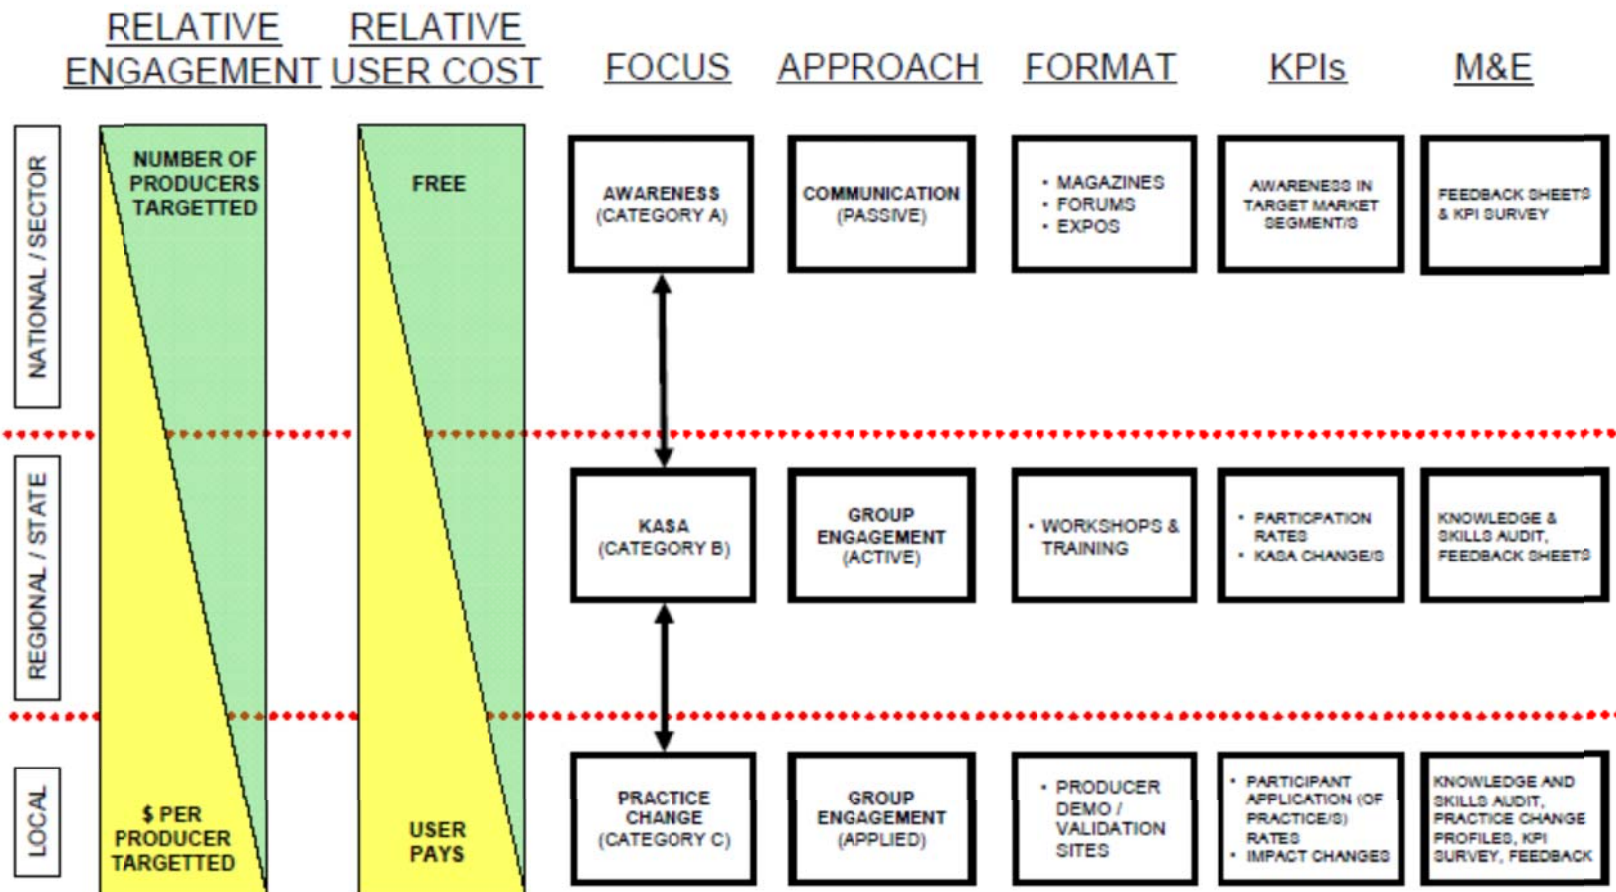 RELATIVE
ENGAGEMENT
RELATIVE
USER COST
FOCUS
APPROACH
FORMAT
KPIs
M&E
NATIONAL / SECTOR
NUMBER OF
PRODUCERS
TARGETTED
FREE
AWARENESS
(CATEGORY A)
COMMUNICATION
(PASSIVE)
• MAGAZINES
• FORUMS
• EXPOS
AWARENESS IN
TARGET MARKET
SEGMENT/S
FEEDBACK SHEETS
& KPI SURVEY
REGIONAL / STATE
KASA
(CATEGORY B)
GROUP
ENGAGEMENT
(ACTIVE)
• WORKSHOPS &
TRAINING
• PARTICPATION
RATES
• KASA CHANGE/S
KNOWLEDGE &
SKILLS AUDIT,
FEEDBACK SHEETS
LOCAL
$ PER
PRODUCER
TARGETTED
USER
PAYS
PRACTICE
CHANGE
(CATEGORY C)
GROUP
ENGAGEMENT
(APPLIED)
• PRODUCER
DEMO /
VALIDATION
SITES
• PARTICIPANT
APPLICATION (OF
PRACTICE/S)
RATES
• IMPACT CHANGES
KNOWLEDGE AND
SKILLS AUDIT,
PRACTICE CHANGE
PROFILES, KPI
SURVEY, FEEDBACK